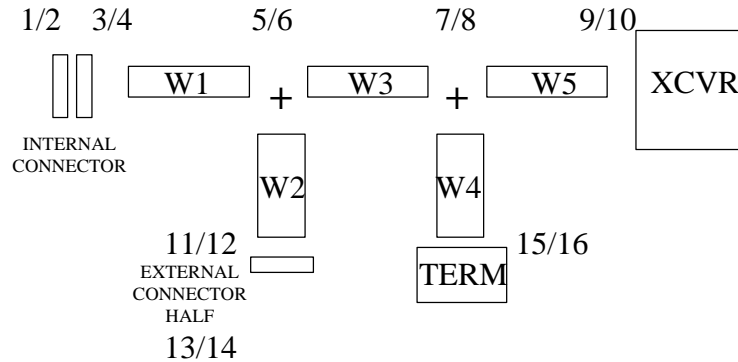 1/2 3/4 5/6 7/8 9/10
W1 + W3 + W5 XCVR
INTERNAL
CONNECTOR
W2 W4
11/12 15/16
EXTERNAL
CONNECTOR
HALF
TERM
13/14